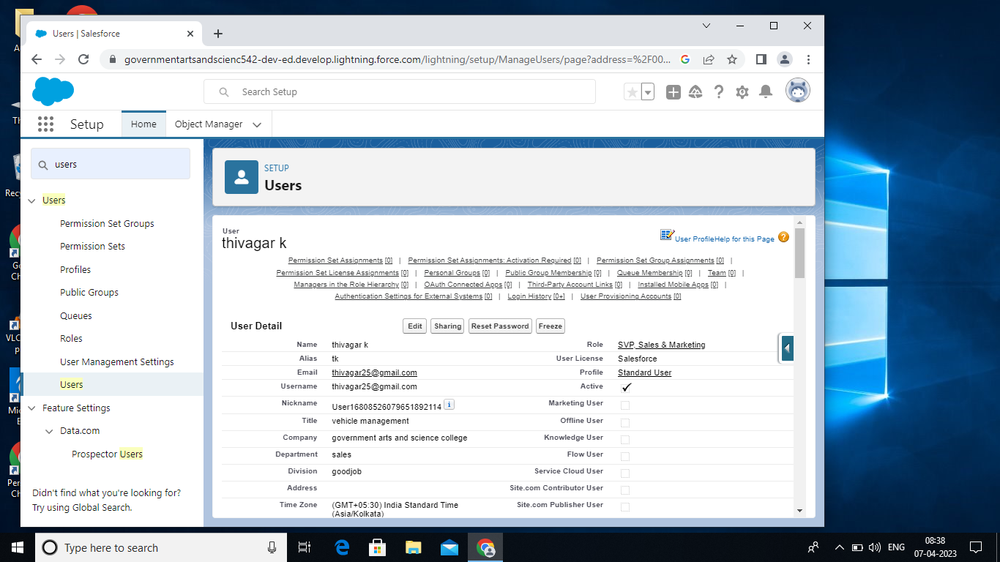 Users | Salesforce
governmentartsandscienc542-dev-ed.develop.lightning.force.com/lightning/setup/ManageUsers/page?address=%2F00...
Search Setup
Setup
Home
Object Manager
users
Users
Permission Set Groups
Permission Sets
Profiles
Public Groups
Queues
Roles
User Management Settings
Users
Feature Settings
Data.com
Prospector Users
Didn't find what you're looking for?
Try using Global Search.
SETUP
Users
User
thivagar k
User Profile Help for this Page
Permission Set Assignments [0] | Permission Set Assignments: Activation Required [0] | Permission Set Group Assignments [0] |
Permission Set License Assignments [0] | Personal Groups [0] | Public Group Membership [0] | Queue Membership [0] | Team [0] |
Managers in the Role Hierarchy [0] | OAuth Connected Apps [0] | Third-Party Account Links [0] | Installed Mobile Apps [0] |
Authentication Settings for External Systems [0] | Login History [0+] | User Provisioning Accounts [0]
User Detail Edit Sharing Reset Password Freeze
Name thivagar k Role SVP, Sales & Marketing
Alias tk User License Salesforce
Email thivagar25@gmail.com Profile Standard User
Username thivagar25@gmail.com Active
Nickname User16808526079651892114 i Marketing User
Title vehicle management Offline User
Company government arts and science college Knowledge User
Department sales Flow User
Division goodjob Service Cloud User
Address Site.com Contributor User
Time Zone (GMT+05:30) India Standard Time Site.com Publisher User
(Asia/Kolkata)
Type here to search
ENG
08:38
07-04-2023